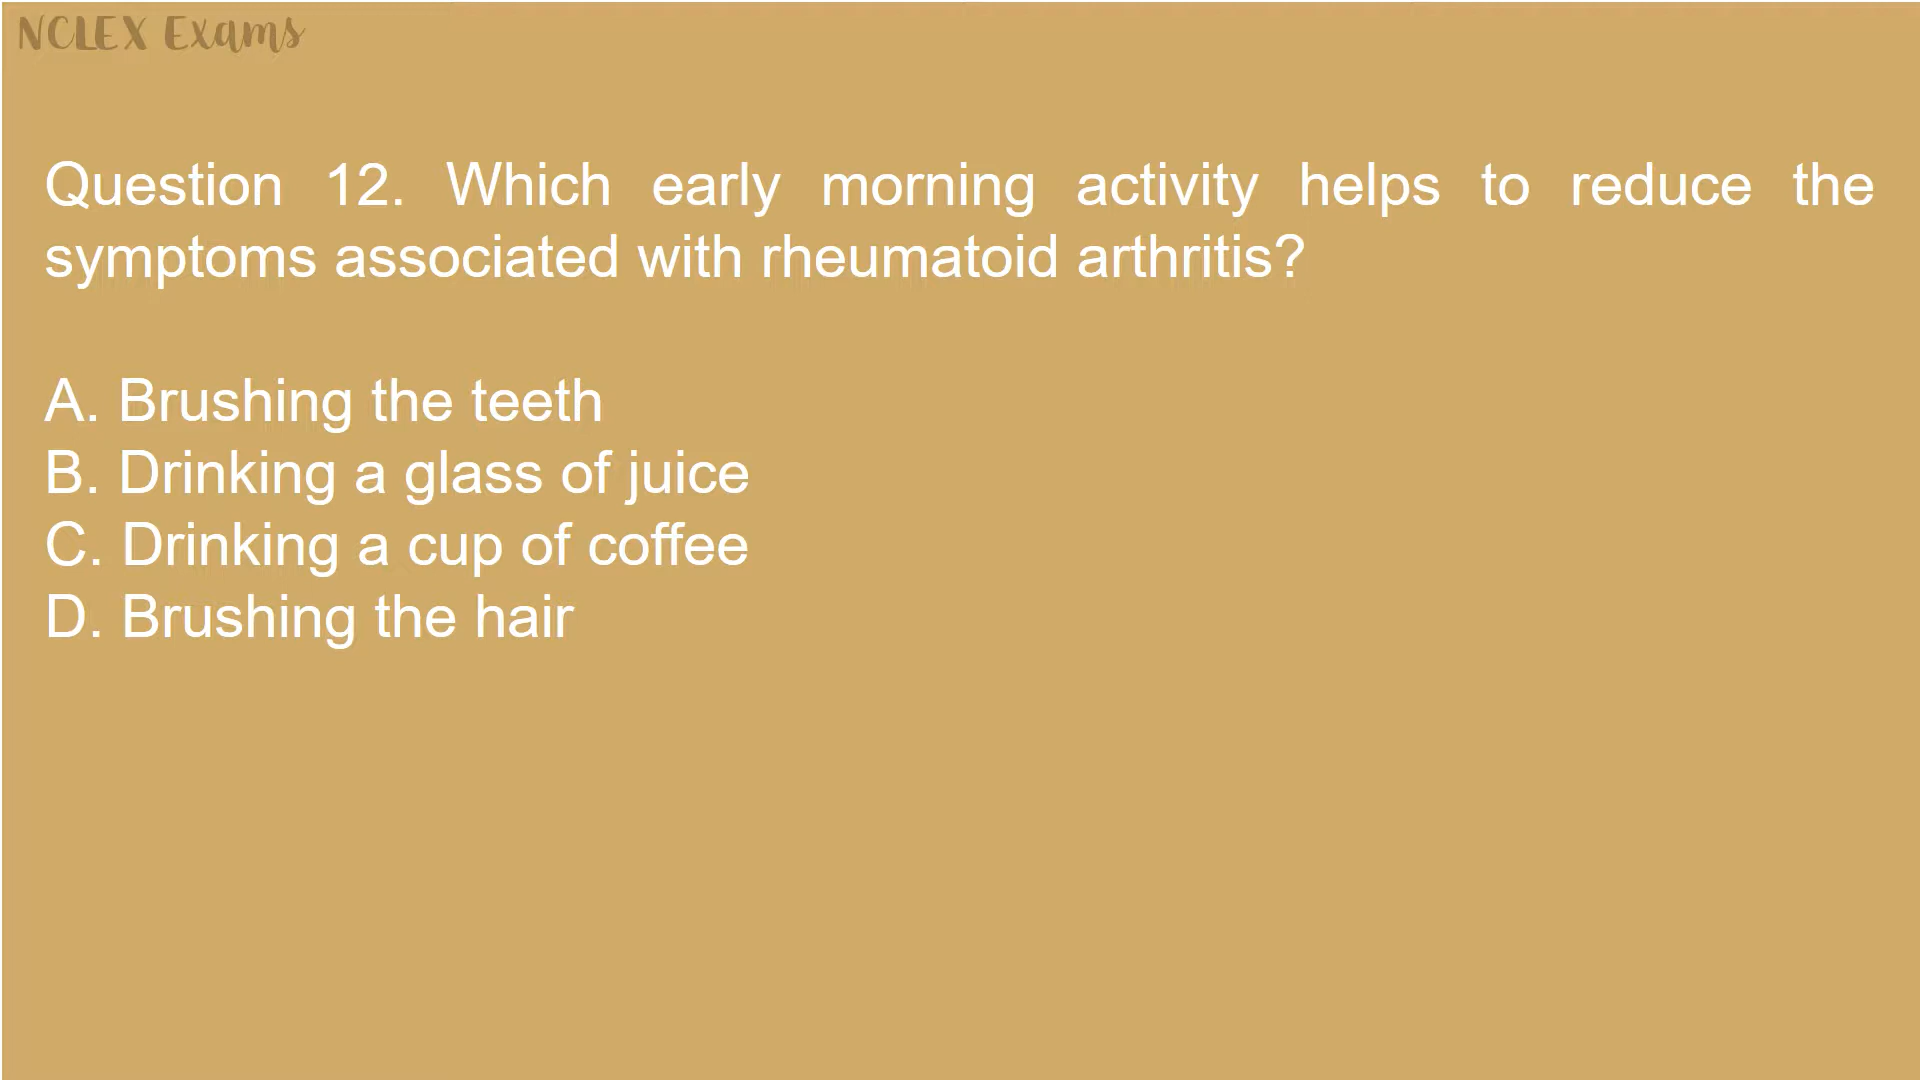 NCLEX Exams
Question 12. Which early morning activity helps to reduce the
symptoms associated with rheumatoid arthritis?
A. Brushing the teeth
B. Drinking a glass of juice
C. Drinking a cup of coffee
D. Brushing the hair